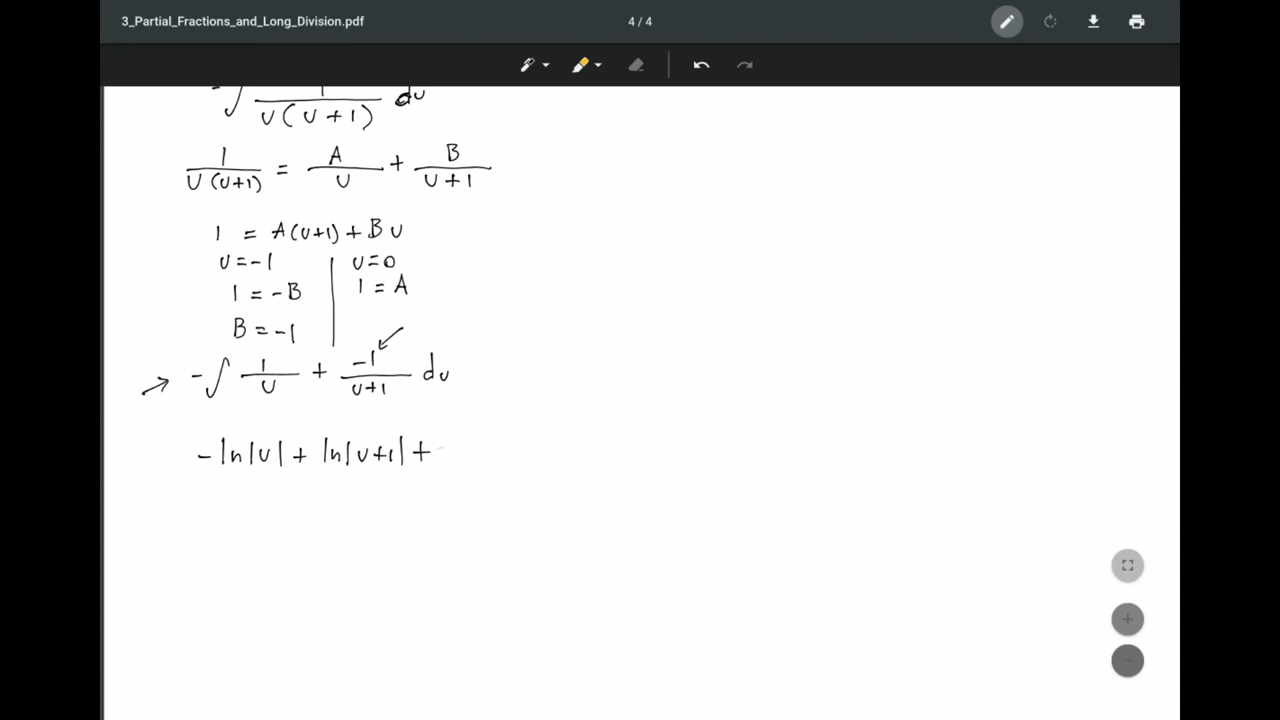 3_Partial_Fractions_and_Long_Division.pdf 4 / 4
-∫ 1/(U(U+1)) du
1/(U(U+1)) = A/U + B/(U+1)
1 = A(U+1) + BU
U=-1 | U=0
1 = -B | 1 = A
B = -1
→ -∫ 1/U + -1/(U+1) du
-ln|U| + ln|U+1| +